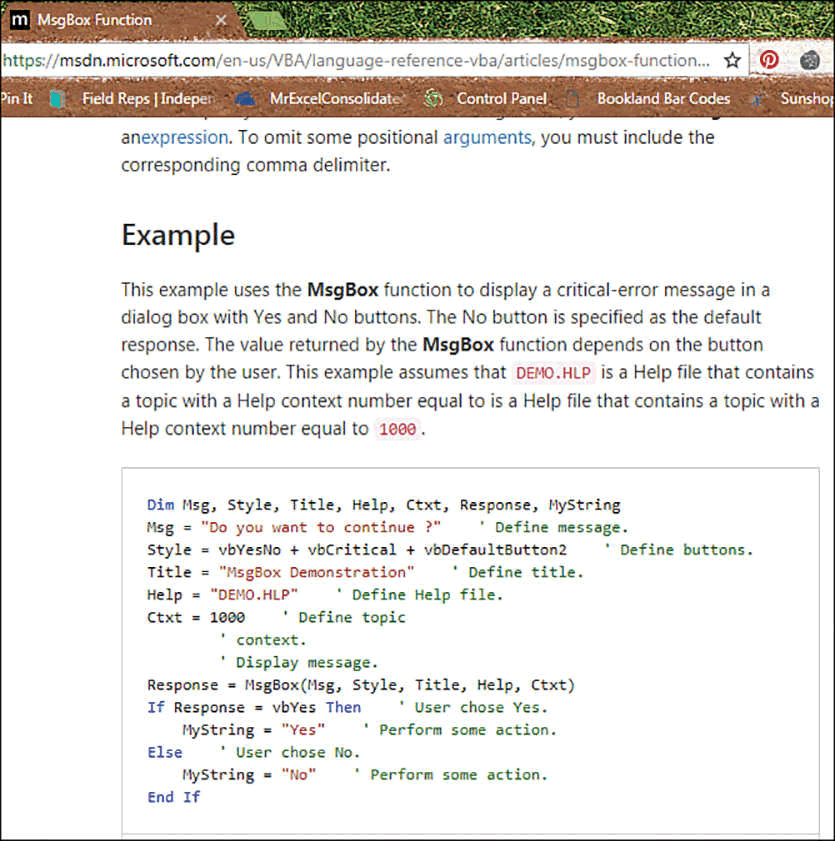 MsgBox Function
https://msdn.microsoft.com/en-us/VBA/language-reference-vba/articles/msgbox-function...
Pin It Field Reps | Indeper MrExcelConsolidate Control Panel Bookland Bar Codes Sunshop
anexpression. To omit some positional arguments, you must include the
corresponding comma delimiter.
Example
This example uses the MsgBox function to display a critical-error message in a
dialog box with Yes and No buttons. The No button is specified as the default
response. The value returned by the MsgBox function depends on the button
chosen by the user. This example assumes that DEMO.HLP is a Help file that contains
a topic with a Help context number equal to is a Help file that contains a topic with a
Help context number equal to 1000 .
Dim Msg, Style, Title, Help, Ctxt, Response, MyString
Msg = "Do you want to continue ?"    ' Define message.
Style = vbYesNo + vbCritical + vbDefaultButton2    ' Define buttons.
Title = "MsgBox Demonstration"    ' Define title.
Help = "DEMO.HLP"    ' Define Help file.
Ctxt = 1000    ' Define topic
' context.
' Display message.
Response = MsgBox(Msg, Style, Title, Help, Ctxt)
If Response = vbYes Then    ' User chose Yes.
MyString = "Yes"    ' Perform some action.
Else    ' User chose No.
MyString = "No"    ' Perform some action.
End If